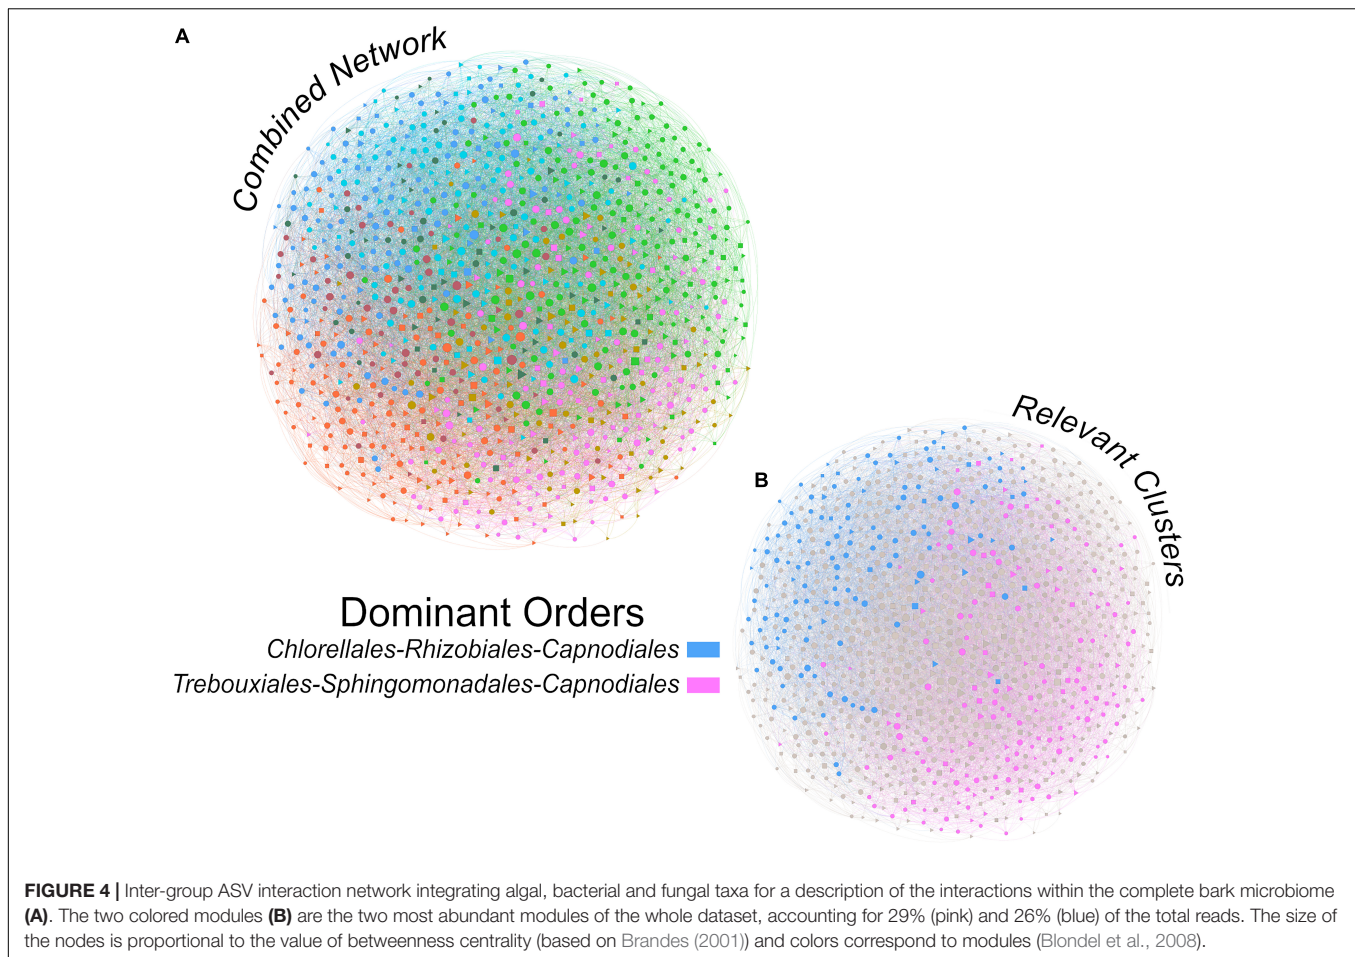 A
Combined Network
Relevant Clusters
B
Dominant Orders
Chlorellales-Rhizobiales-Capnodiales
Trebouxiales-Sphingomonadales-Capnodiales
FIGURE 4 | Inter-group ASV interaction network integrating algal, bacterial and fungal taxa for a description of the interactions within the complete bark microbiome
(A). The two colored modules (B) are the two most abundant modules of the whole dataset, accounting for 29% (pink) and 26% (blue) of the total reads. The size of
the nodes is proportional to the value of betweenness centrality (based on Brandes (2001)) and colors correspond to modules (Blondel et al., 2008).